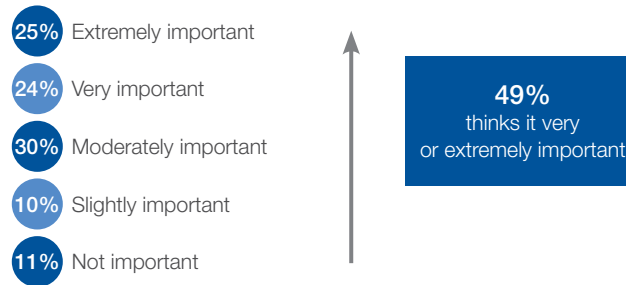 25% Extremely important
24% Very important
30% Moderately important
10% Slightly important
11% Not important
49%
thinks it very
or extremely important